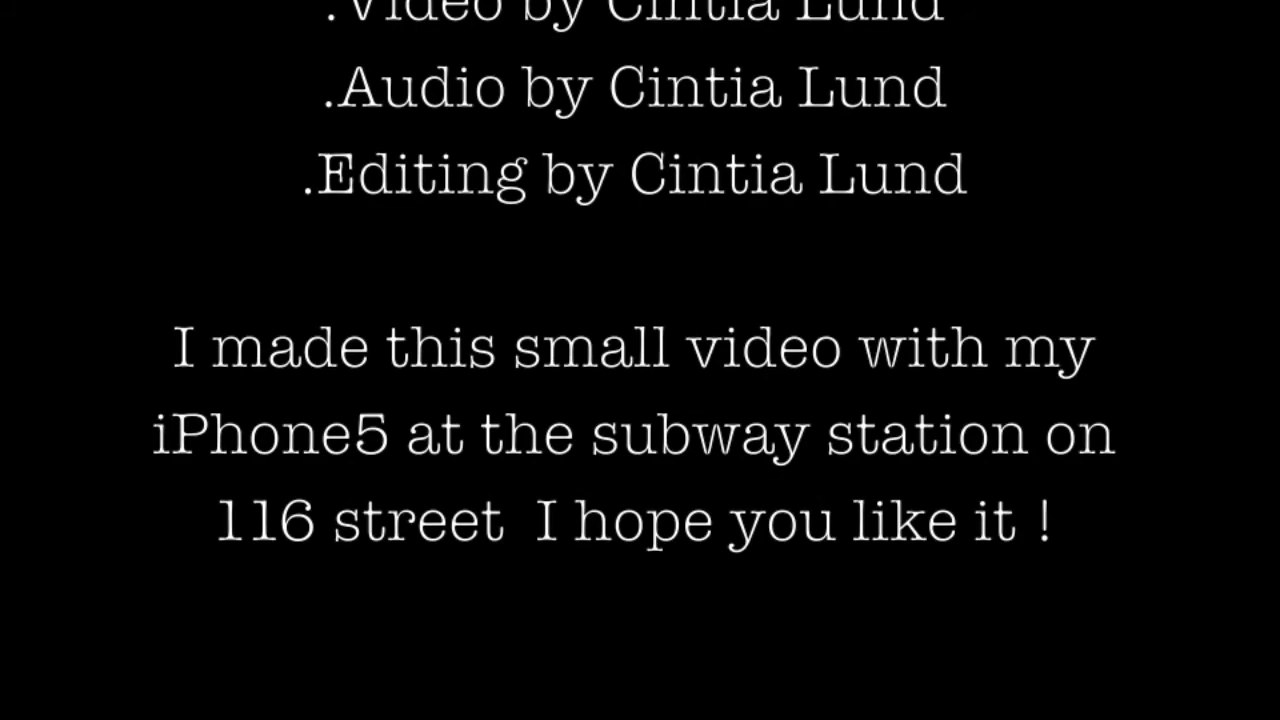 .Video by Cintia Lund
.Audio by Cintia Lund
.Editing by Cintia Lund
I made this small video with my
iPhone5 at the subway station on
116 street  I hope you like it !